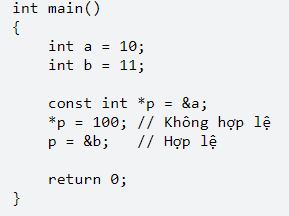 int main()
{
    int a = 10;
    int b = 11;

    const int *p = &a;
    *p = 100; // Không hợp lệ
    p = &b;   // Hợp lệ

    return 0;
}